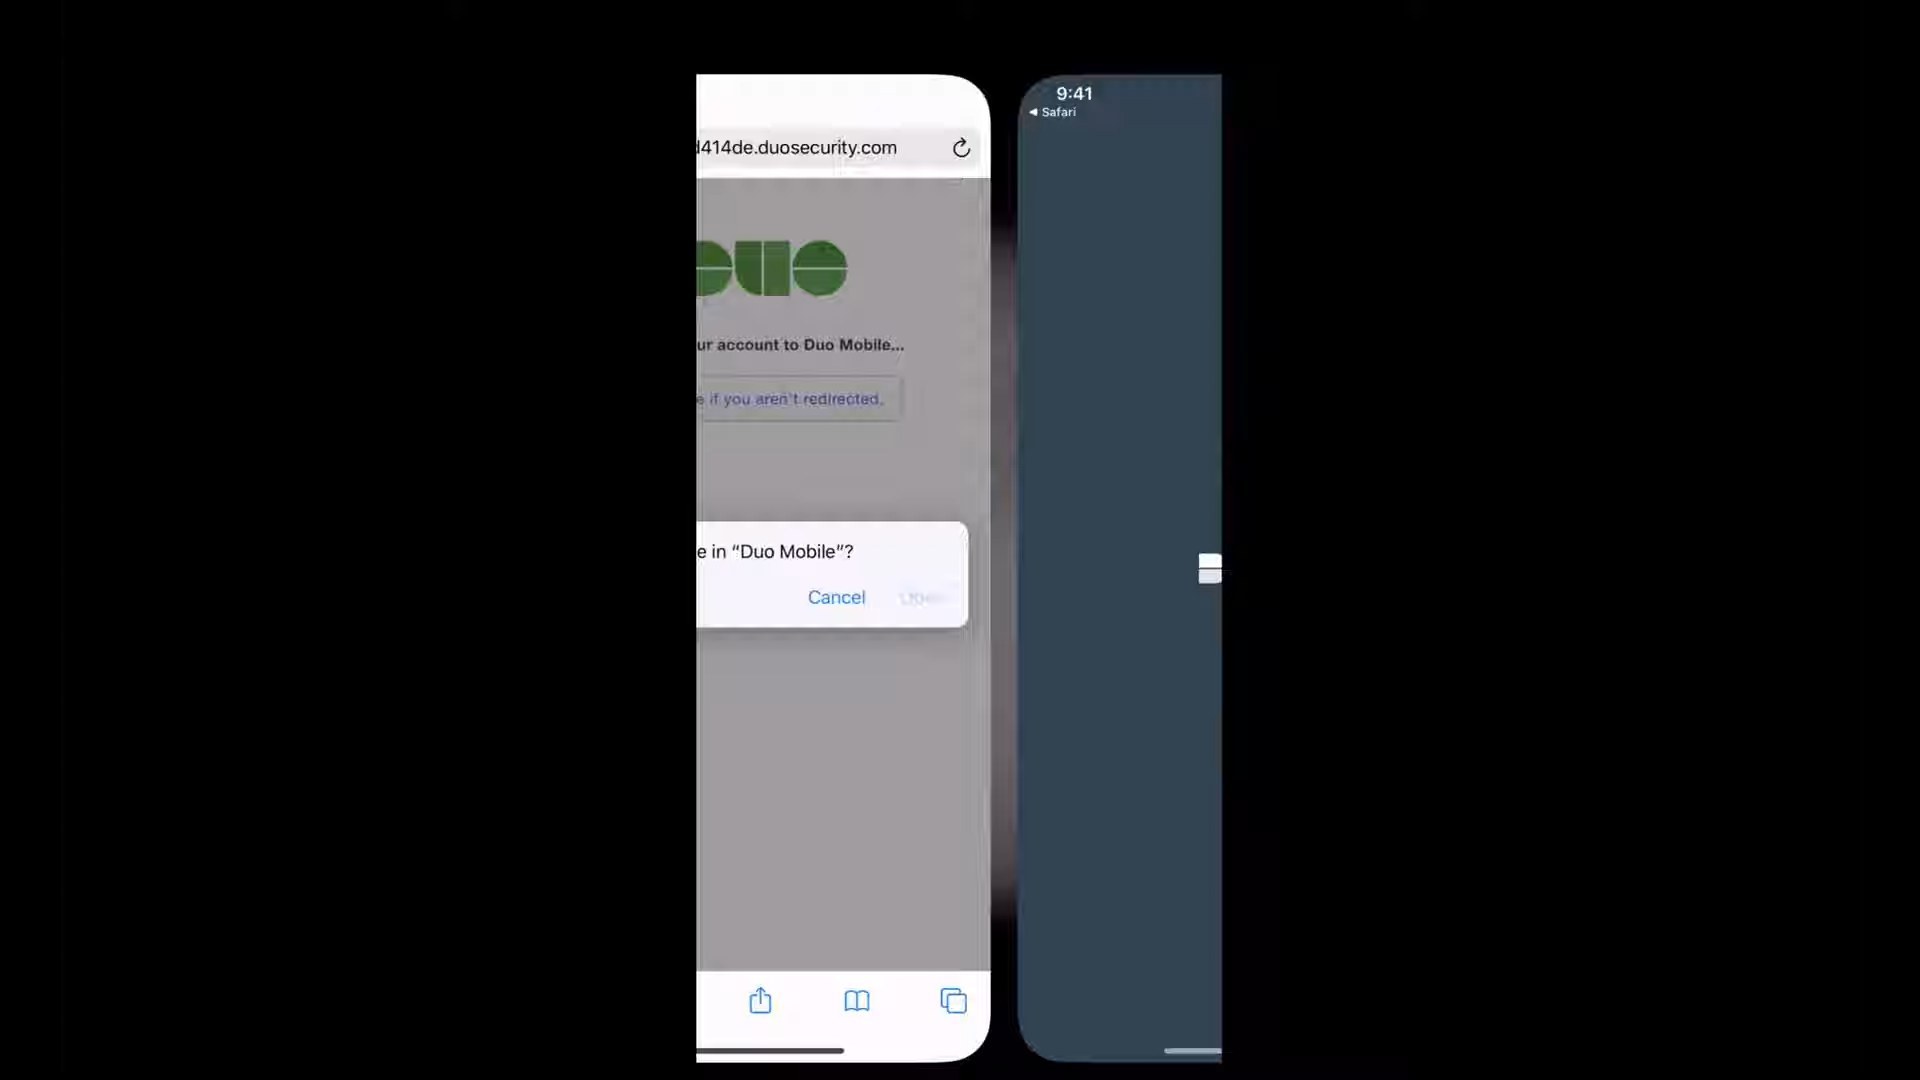 d414de.duosecurity.com
DUO
ur account to Duo Mobile...
e if you aren't redirected.
e in “Duo Mobile”?
Cancel
9:41
◀ Safari